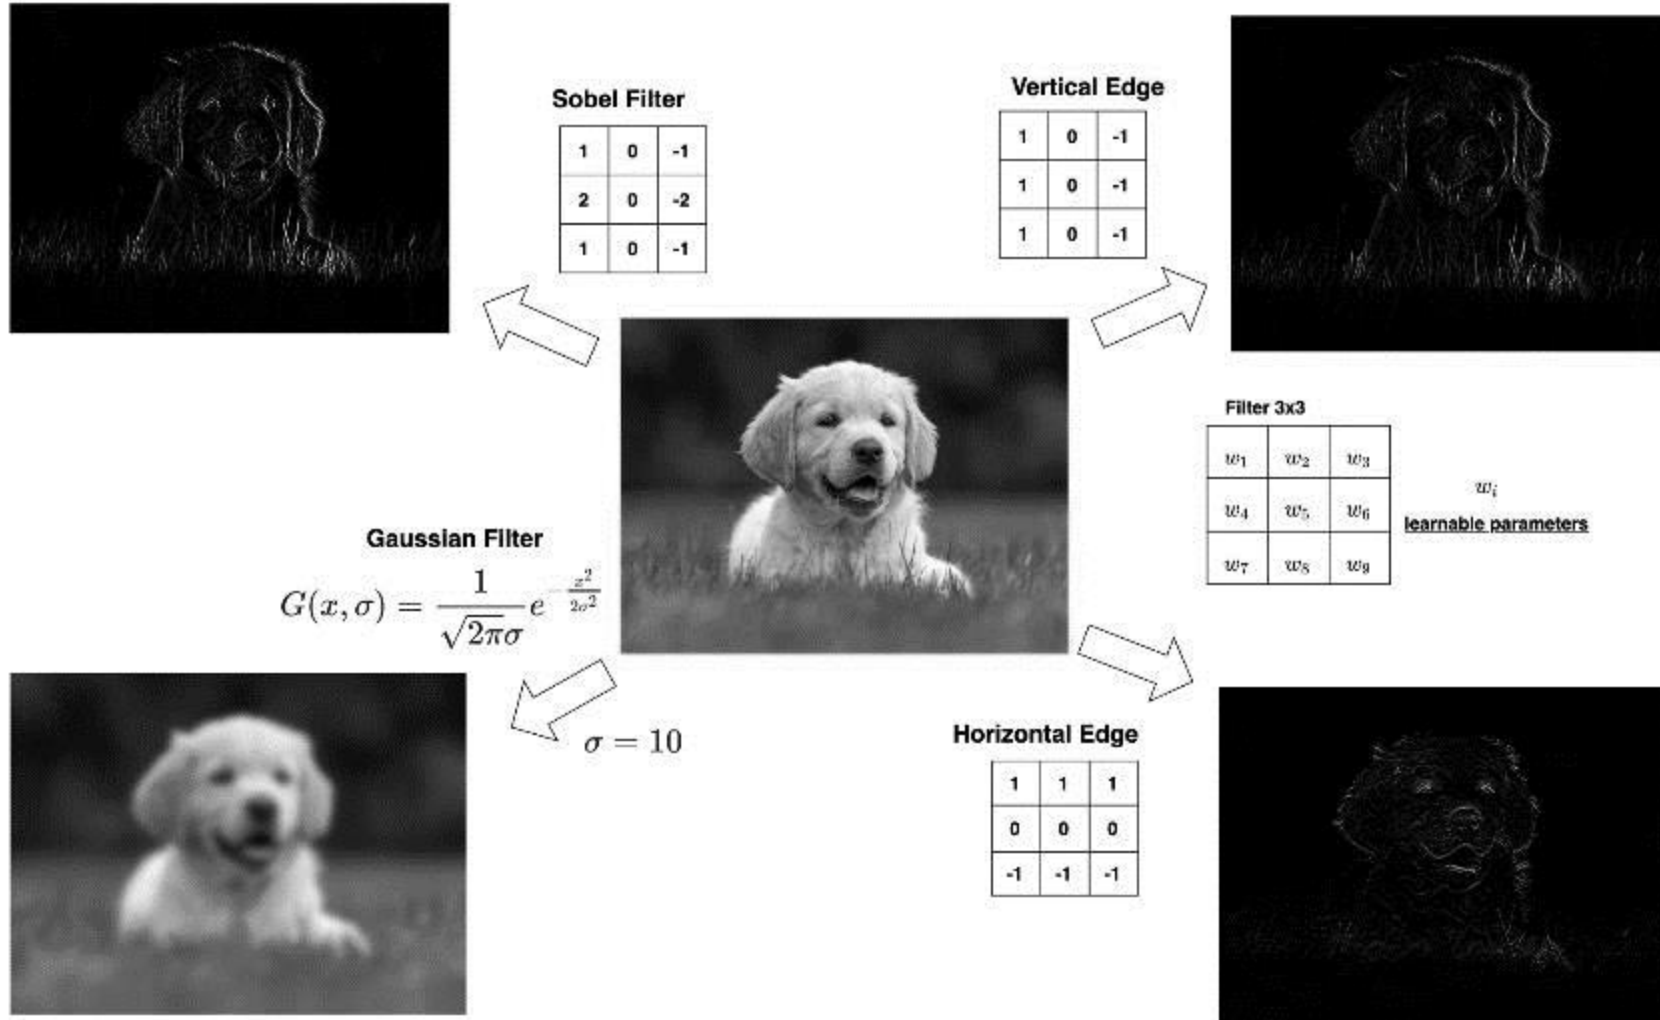 Sobel Filter
1 0 -1
2 0 -2
1 0 -1
Vertical Edge
1 0 -1
1 0 -1
1 0 -1
Filter 3x3
w₁ w₂ w₃
w₄ w₅ w₆
w₇ w₈ w₉
wᵢ
learnable parameters
Gaussian Filter
G(x, σ) = 1/(√2πσ) e^(-x²/2σ²)
σ = 10
Horizontal Edge
1 1 1
0 0 0
-1 -1 -1